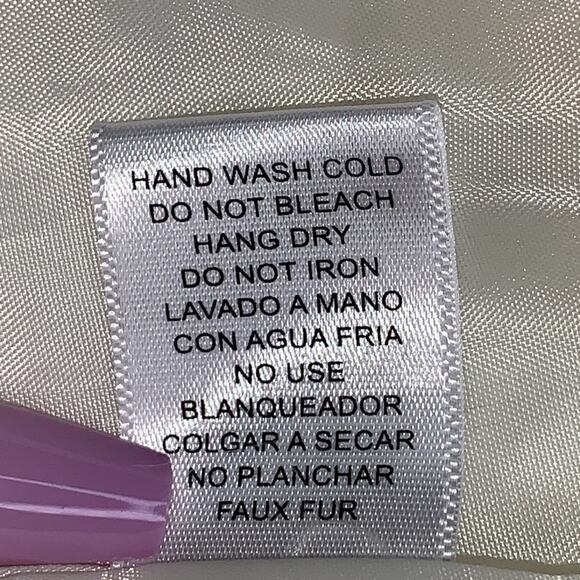 HAND WASH COLD
DO NOT BLEACH
HANG DRY
DO NOT IRON
LAVADO A MANO
CON AGUA FRIA
NO USE
BLANQUEADOR
COLGAR A SECAR
NO PLANCHAR
FAUX FUR